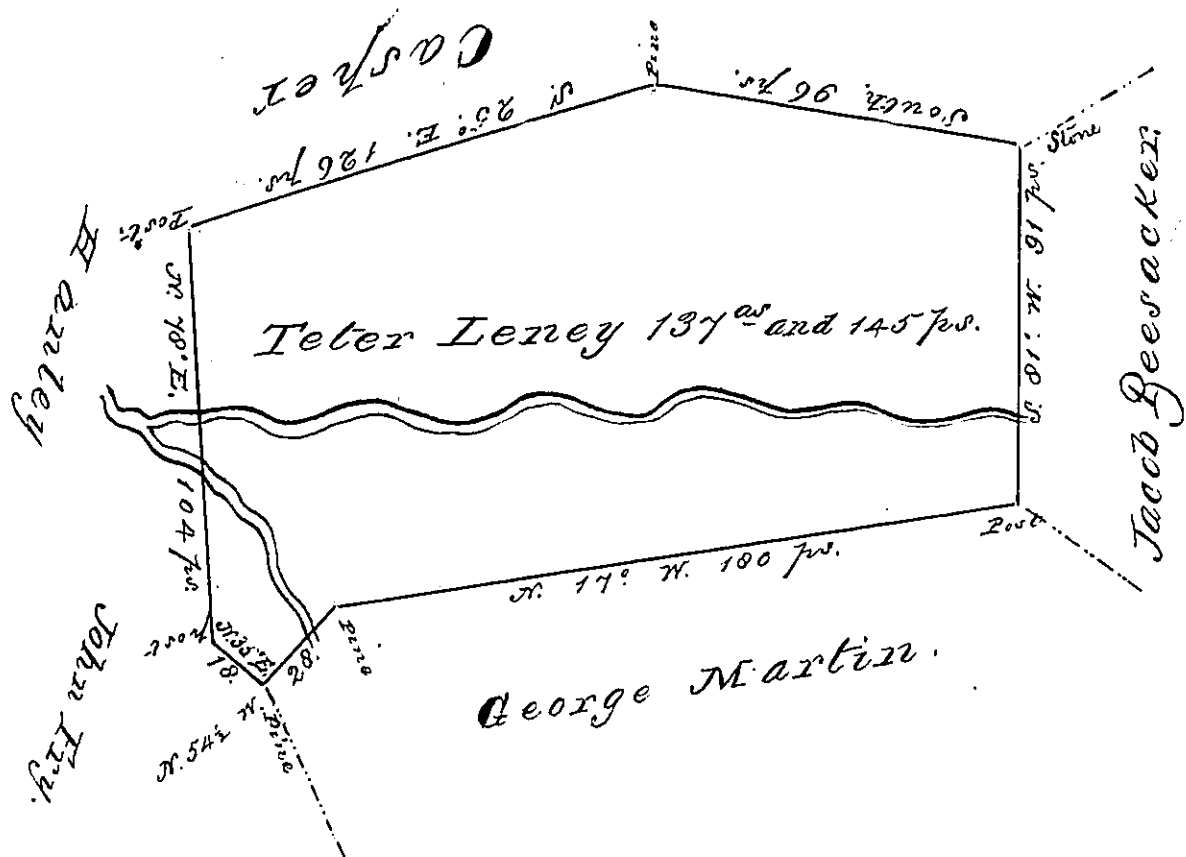 Casper
Hanley
Pine
South. 96 ps.
N. 25° E. 126 ps.
Stone
Post.
S. 81° W. 91 ps.
Jacob Beesacker.
N. 78° E.
104 ps.
Teter Leney 137 as and 145 ps.
Post
N. 17° W. 180 ps.
Pine
post
N. 35° E.
18.
28.
N. 54½ W.
Pine
George Martin.
John Fry.